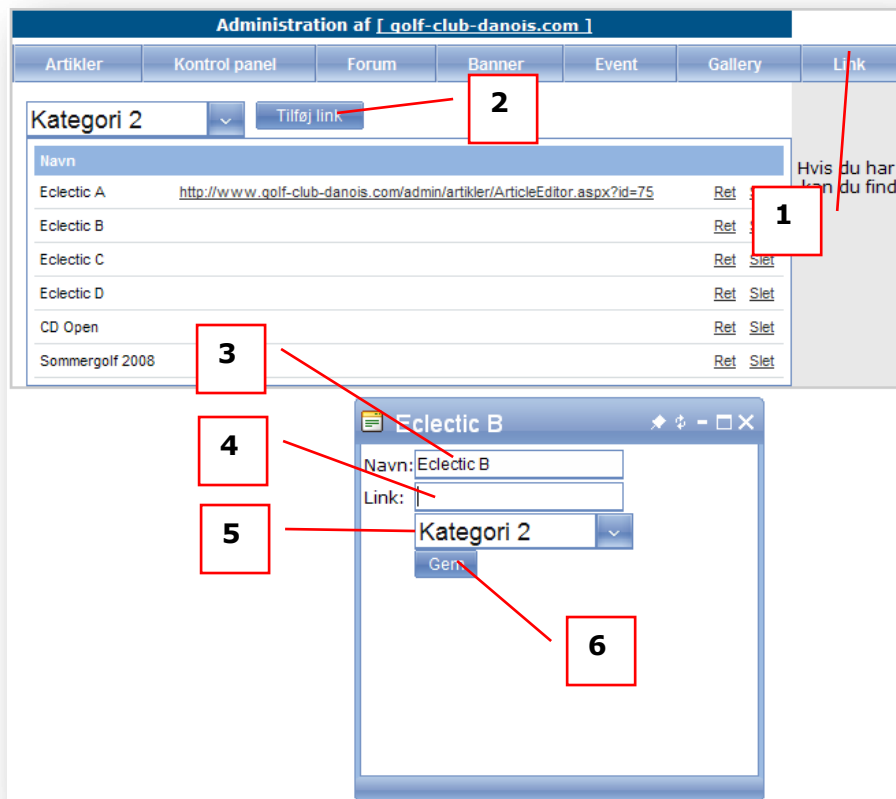 Administration af [ golf-club-danois.com ]
Artikler Kontrol panel Forum Banner Event Gallery Link
Kategori 2 Tilføj link 2
Navn
Hvis du har
Eclectic A http://www.golf-club-danois.com/admin/artikler/ArticleEditor.aspx?id=75 Ret
kan du find
1
Eclectic B Ret
Eclectic C Ret Slet
Eclectic D Ret Slet
CD Open Ret Slet
3
Sommergolf 2008 Ret Slet
Eclectic B
4
Navn: Eclectic B
Link:
5
Kategori 2
Gem
6